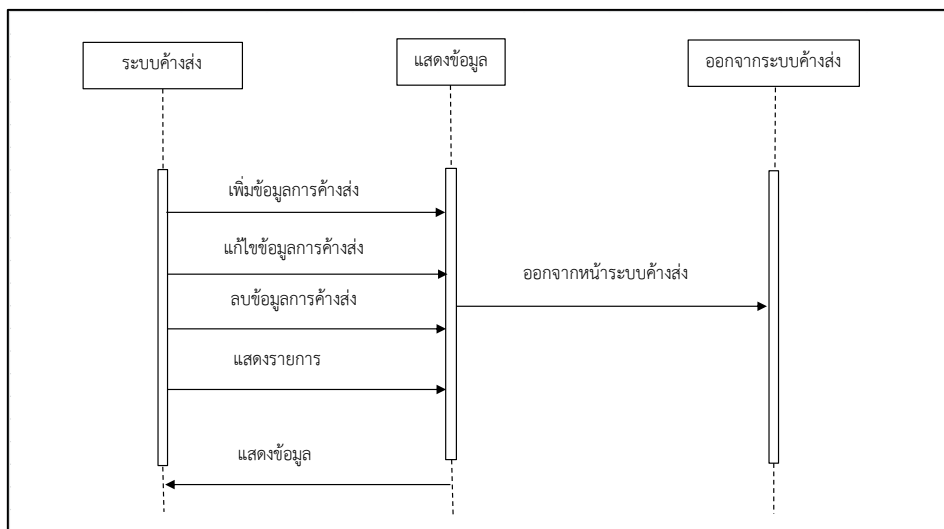 ระบบค้างส่ง
แสดงข้อมูล
ออกจากระบบค้างส่ง
เพิ่มข้อมูลการค้างส่ง
แก้ไขข้อมูลการค้างส่ง
ออกจากหน้าระบบค้างส่ง
ลบข้อมูลการค้างส่ง
แสดงรายการ
แสดงข้อมูล